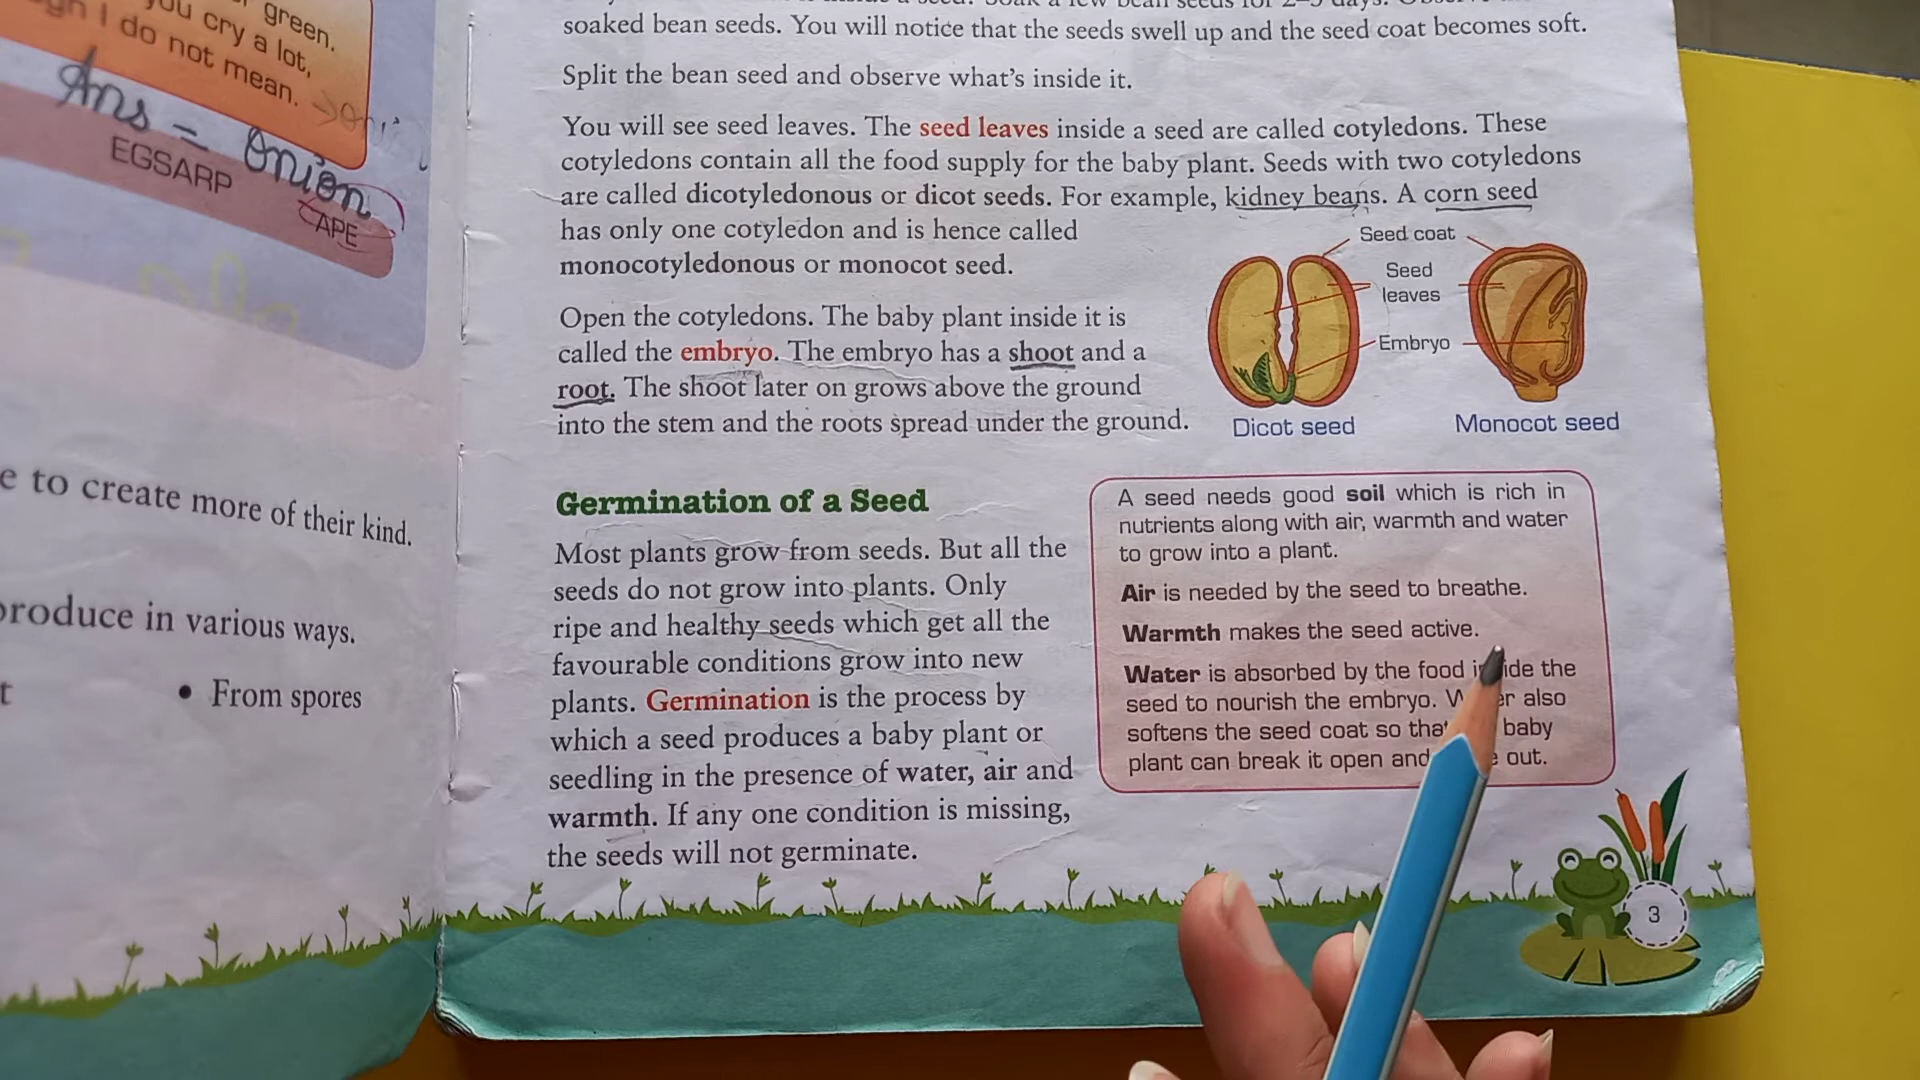 green.
you cry a lot,
I do not mean.
Ans = Onion
EGSARP
APE
e to create more of their kind.
produce in various ways.
t
• From spores
soaked bean seeds. You will notice that the seeds swell up and the seed coat becomes soft.
Split the bean seed and observe what's inside it.
You will see seed leaves. The seed leaves inside a seed are called cotyledons. These
cotyledons contain all the food supply for the baby plant. Seeds with two cotyledons
are called dicotyledonous or dicot seeds. For example, kidney beans. A corn seed
has only one cotyledon and is hence called
monocotyledonous or monocot seed.
Open the cotyledons. The baby plant inside it is
called the embryo. The embryo has a shoot and a
root. The shoot later on grows above the ground
into the stem and the roots spread under the ground.
Seed coat
Seed
leaves
Embryo
Dicot seed
Monocot seed
Germination of a Seed
Most plants grow from seeds. But all the
seeds do not grow into plants. Only
ripe and healthy seeds which get all the
favourable conditions grow into new
plants. Germination is the process by
which a seed produces a baby plant or
seedling in the presence of water, air and
warmth. If any one condition is missing,
the seeds will not germinate.
A seed needs good soil which is rich in
nutrients along with air, warmth and water
to grow into a plant.
Air is needed by the seed to breathe.
Warmth makes the seed active.
Water is absorbed by the food inside the
seed to nourish the embryo. Water also
softens the seed coat so that baby
plant can break it open and out.
3